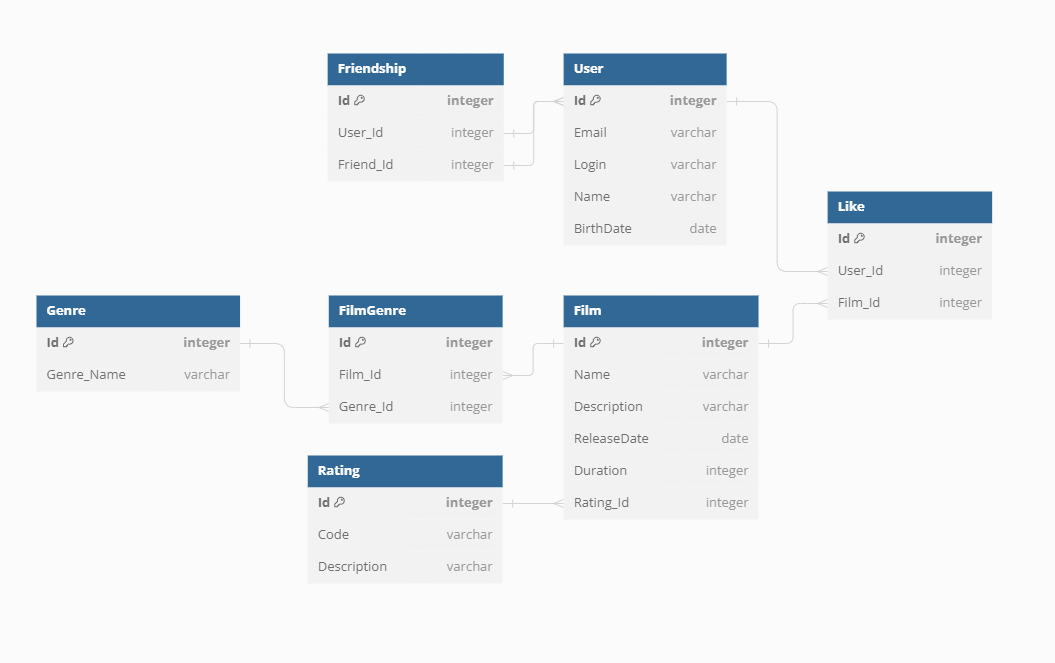 Friendship
Id integer
User_Id integer
Friend_Id integer
User
Id integer
Email varchar
Login varchar
Name varchar
BirthDate date
Like
Id integer
User_Id integer
Film_Id integer
Genre
Id integer
Genre_Name varchar
FilmGenre
Id integer
Film_Id integer
Genre_Id integer
Film
Id integer
Name varchar
Description varchar
ReleaseDate date
Duration integer
Rating_Id integer
Rating
Id integer
Code varchar
Description varchar